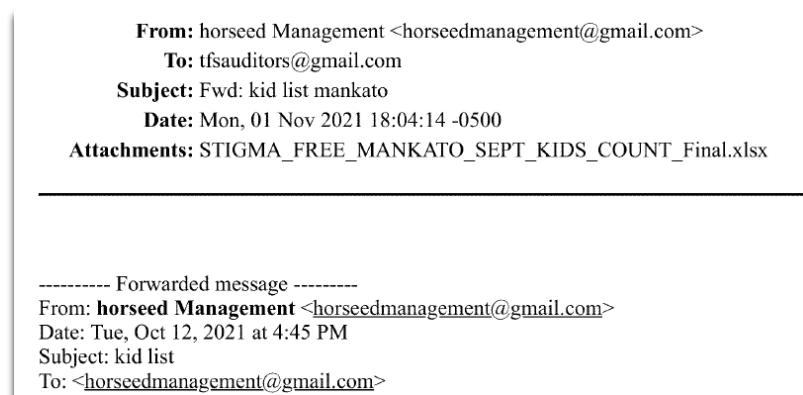 From: horseed Management <horseedmanagement@gmail.com>
To: tfsauditors@gmail.com
Subject: Fwd: kid list mankato
Date: Mon, 01 Nov 2021 18:04:14 -0500
Attachments: STIGMA_FREE_MANKATO_SEPT_KIDS_COUNT_Final.xlsx
---------- Forwarded message ---------
From: horseed Management <horseedmanagement@gmail.com>
Date: Tue, Oct 12, 2021 at 4:45 PM
Subject: kid list
To: <horseedmanagement@gmail.com>